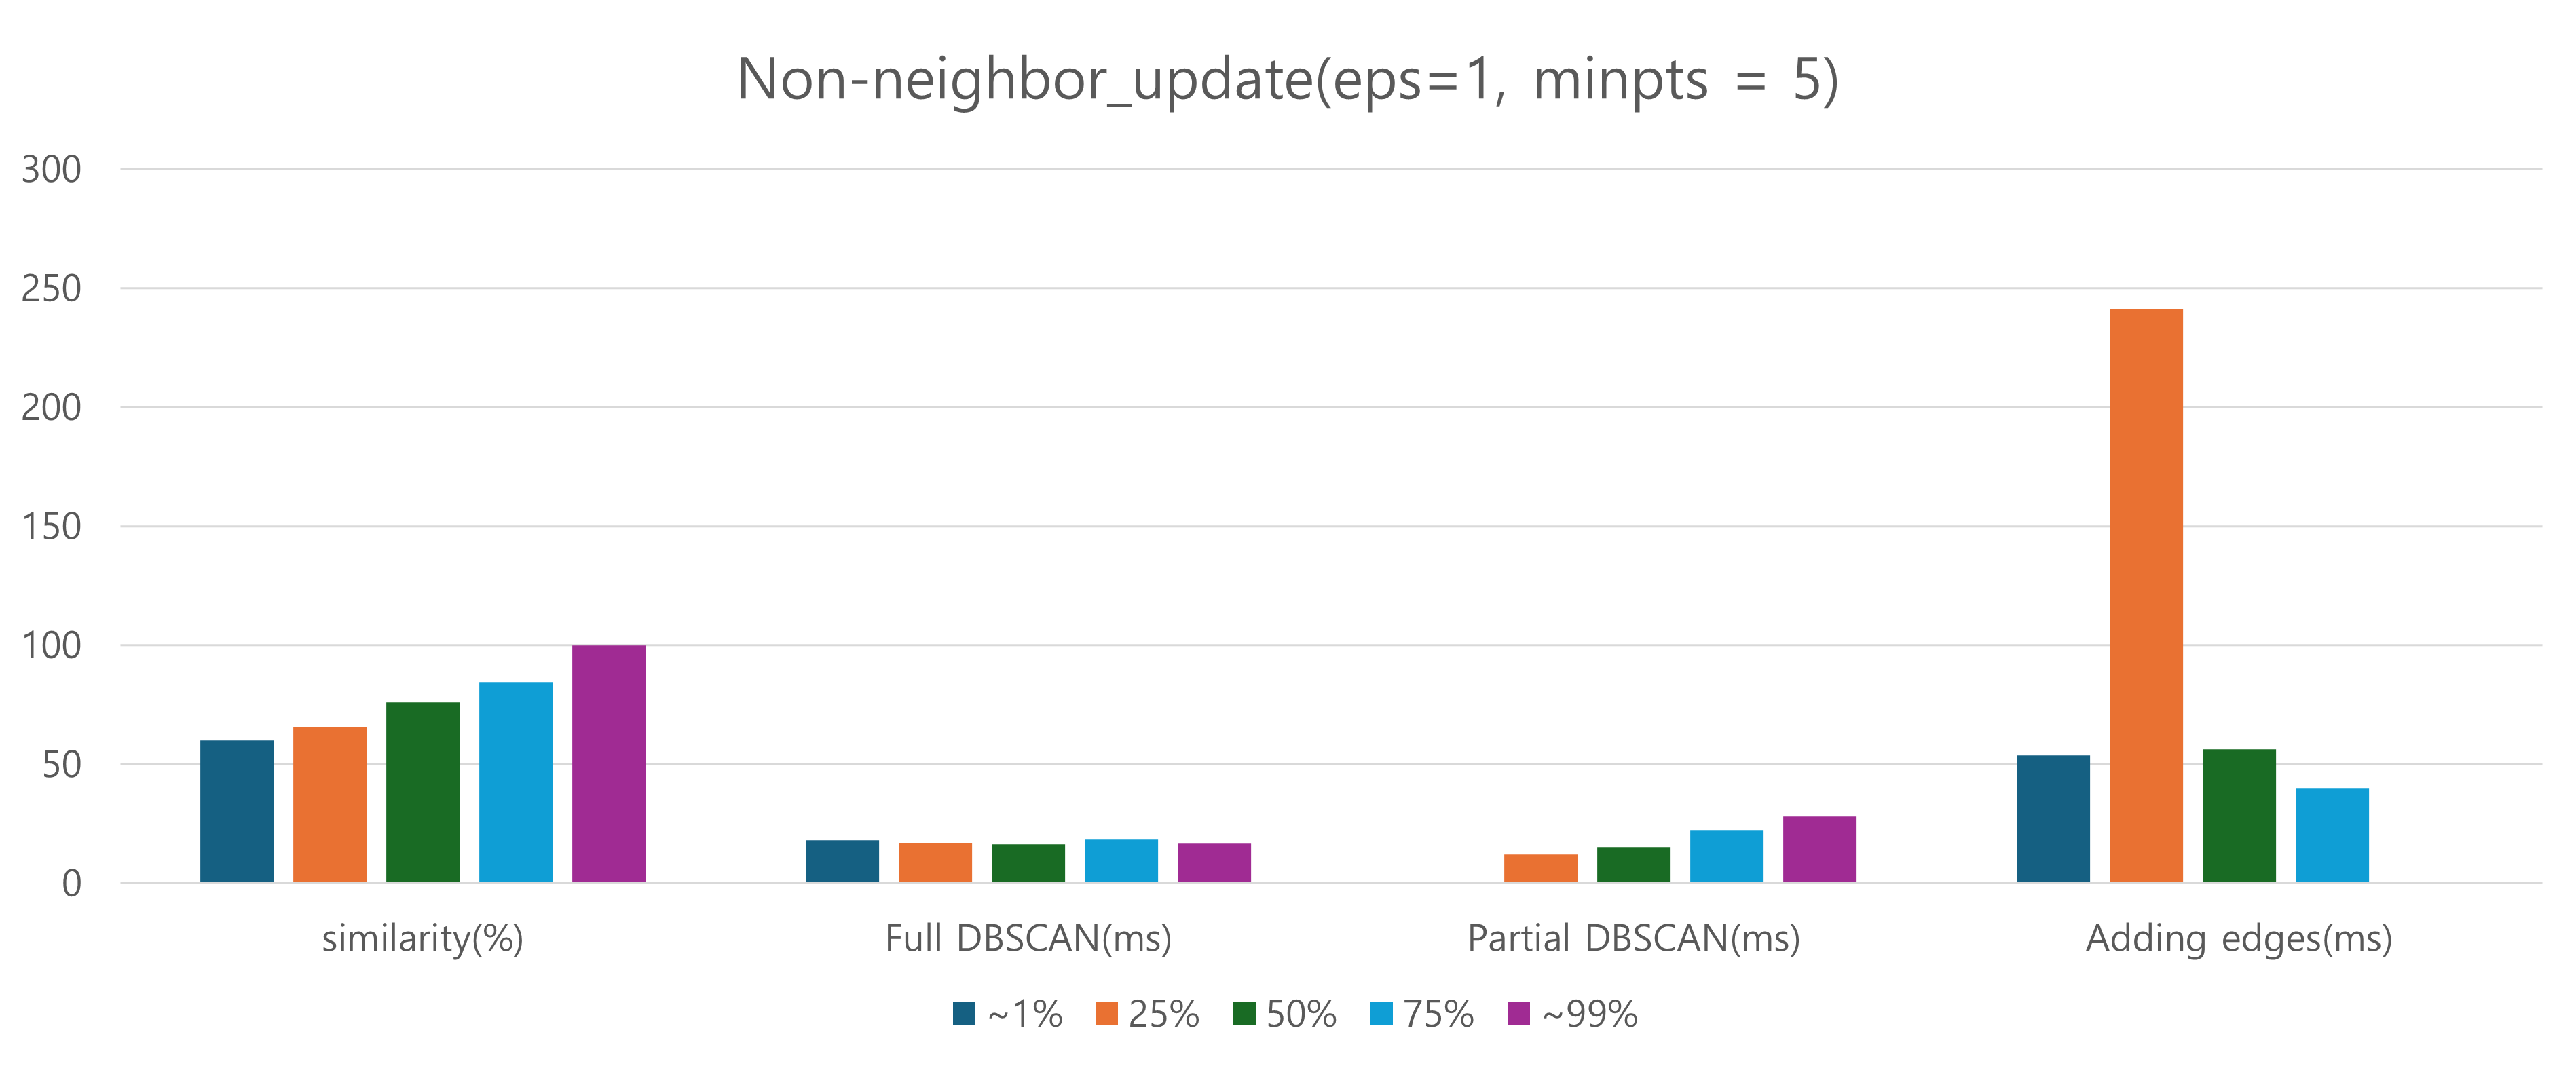 Non-neighbor_update(eps=1, minpts = 5)
300
250
200
150
100
50
0
similarity(%) Full DBSCAN(ms) Partial DBSCAN(ms) Adding edges(ms)
~1% 25% 50% 75% ~99%